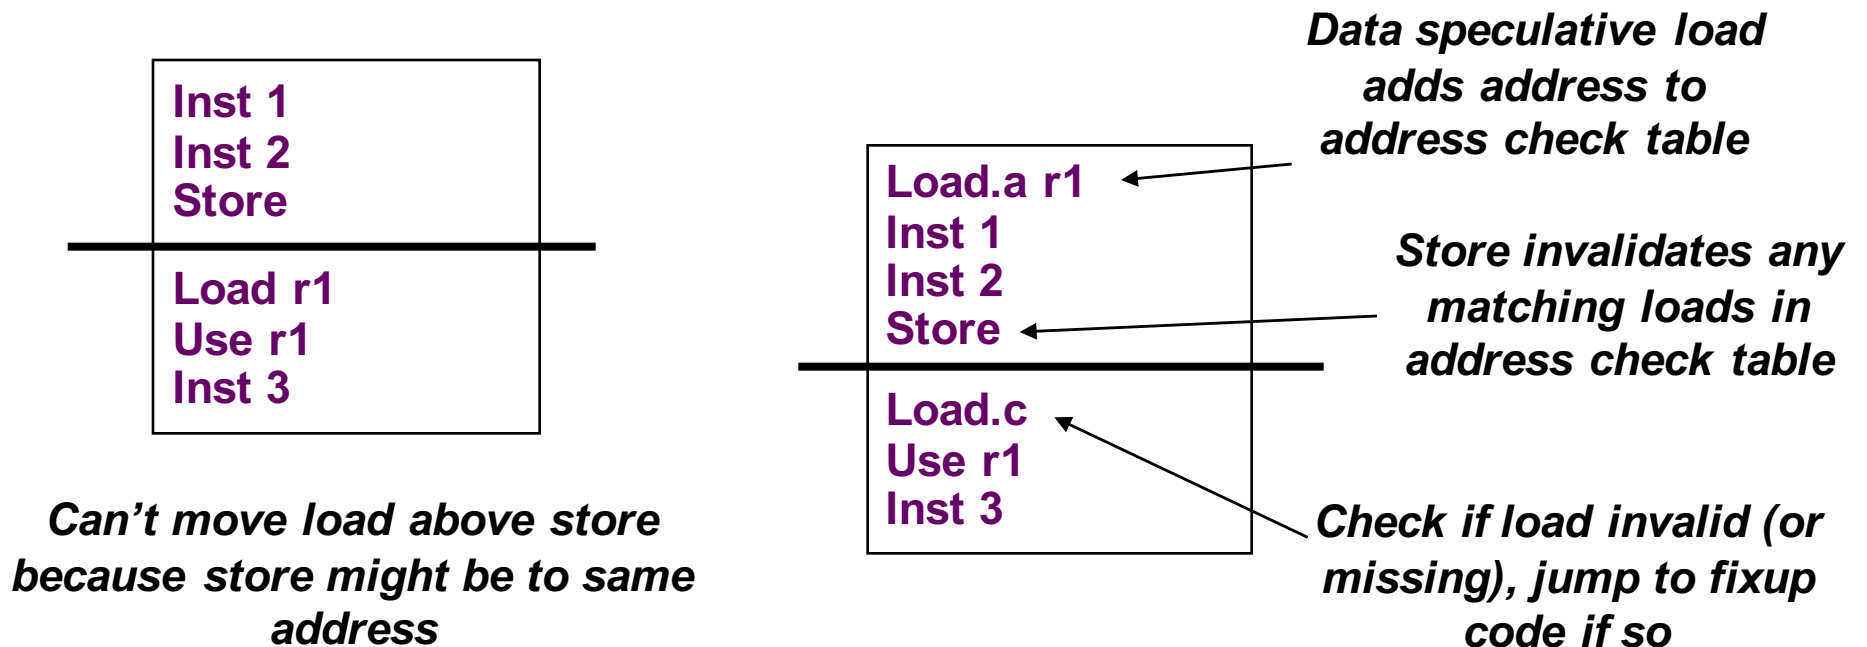 Inst 1
Inst 2
Store
Load r1
Use r1
Inst 3
Can’t move load above store
because store might be to same
address
Load.a r1
Inst 1
Inst 2
Store
Load.c
Use r1
Inst 3
Data speculative load
adds address to
address check table
Store invalidates any
matching loads in
address check table
Check if load invalid (or
missing), jump to fixup
code if so